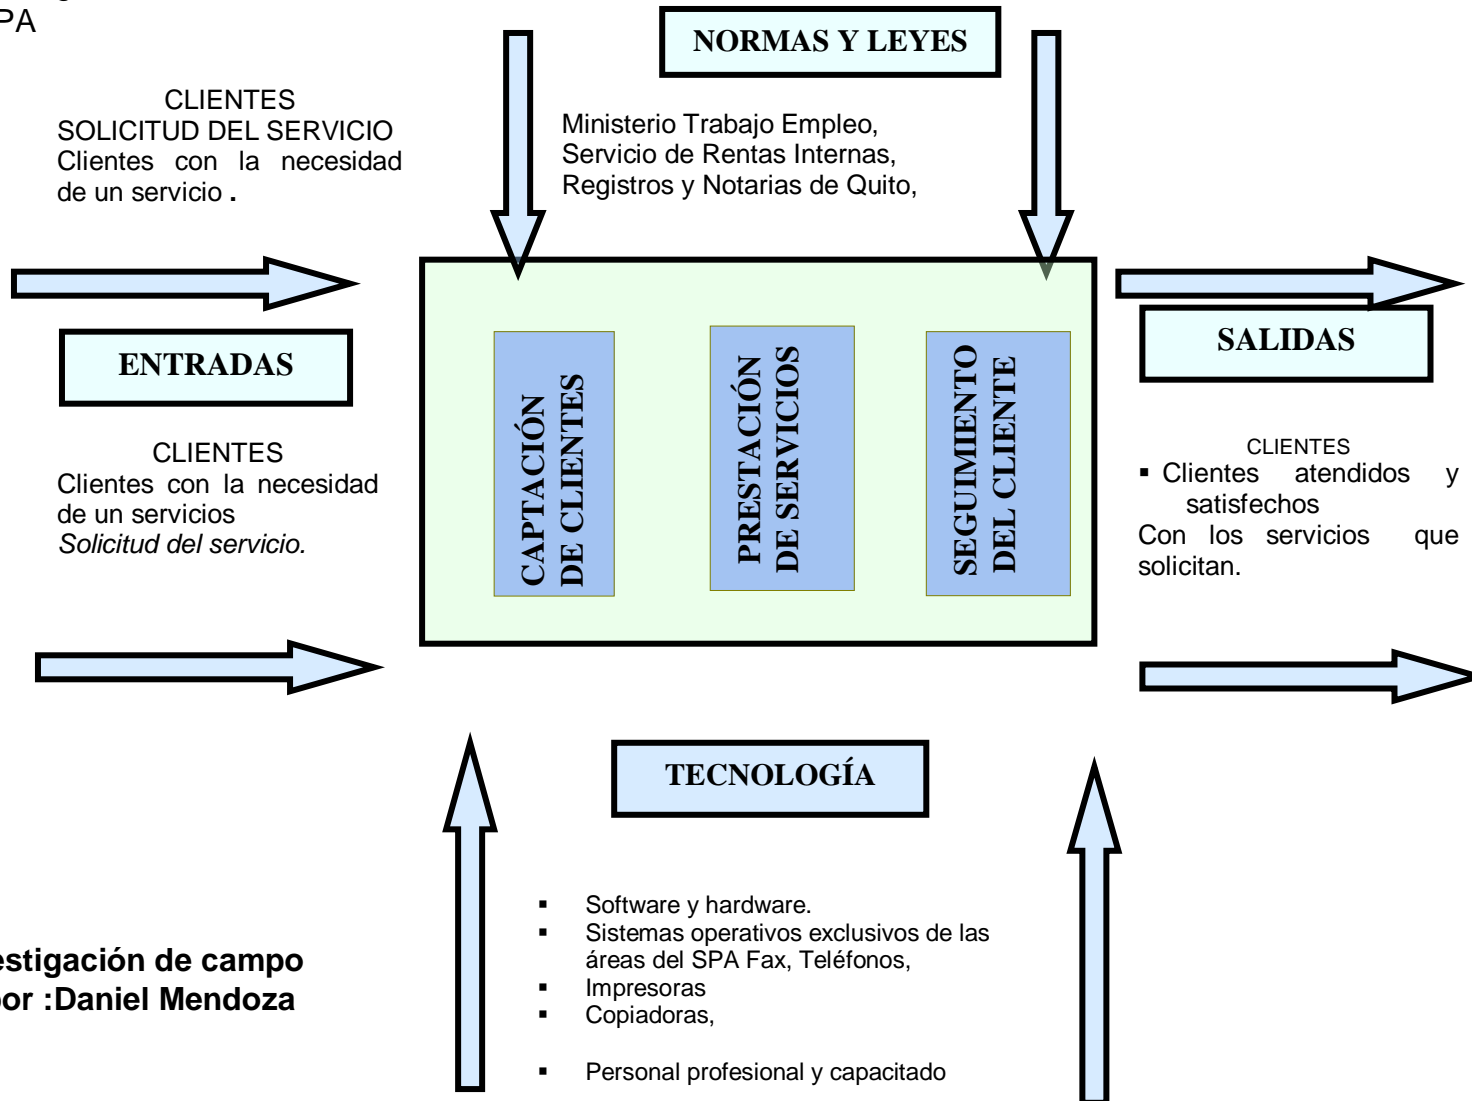 PA
NORMAS Y LEYES
CLIENTES
SOLICITUD DEL SERVICIO
Clientes con la necesidad
de un servicio .
Ministerio Trabajo Empleo,
Servicio de Rentas Internas,
Registros y Notarias de Quito,
ENTRADAS
CLIENTES
Clientes con la necesidad
de un servicios
Solicitud del servicio.
CAPTACIÓN
DE CLIENTES
PRESTACIÓN
DE SERVICIOS
SEGUIMIENTO
DEL CLIENTE
SALIDAS
CLIENTES
▪ Clientes atendidos y
satisfechos
Con los servicios que
solicitan.
TECNOLOGÍA
▪ Software y hardware.
▪ Sistemas operativos exclusivos de las
áreas del SPA Fax, Teléfonos,
▪ Impresoras
▪ Copiadoras,
▪ Personal profesional y capacitado
estigación de campo
por :Daniel Mendoza